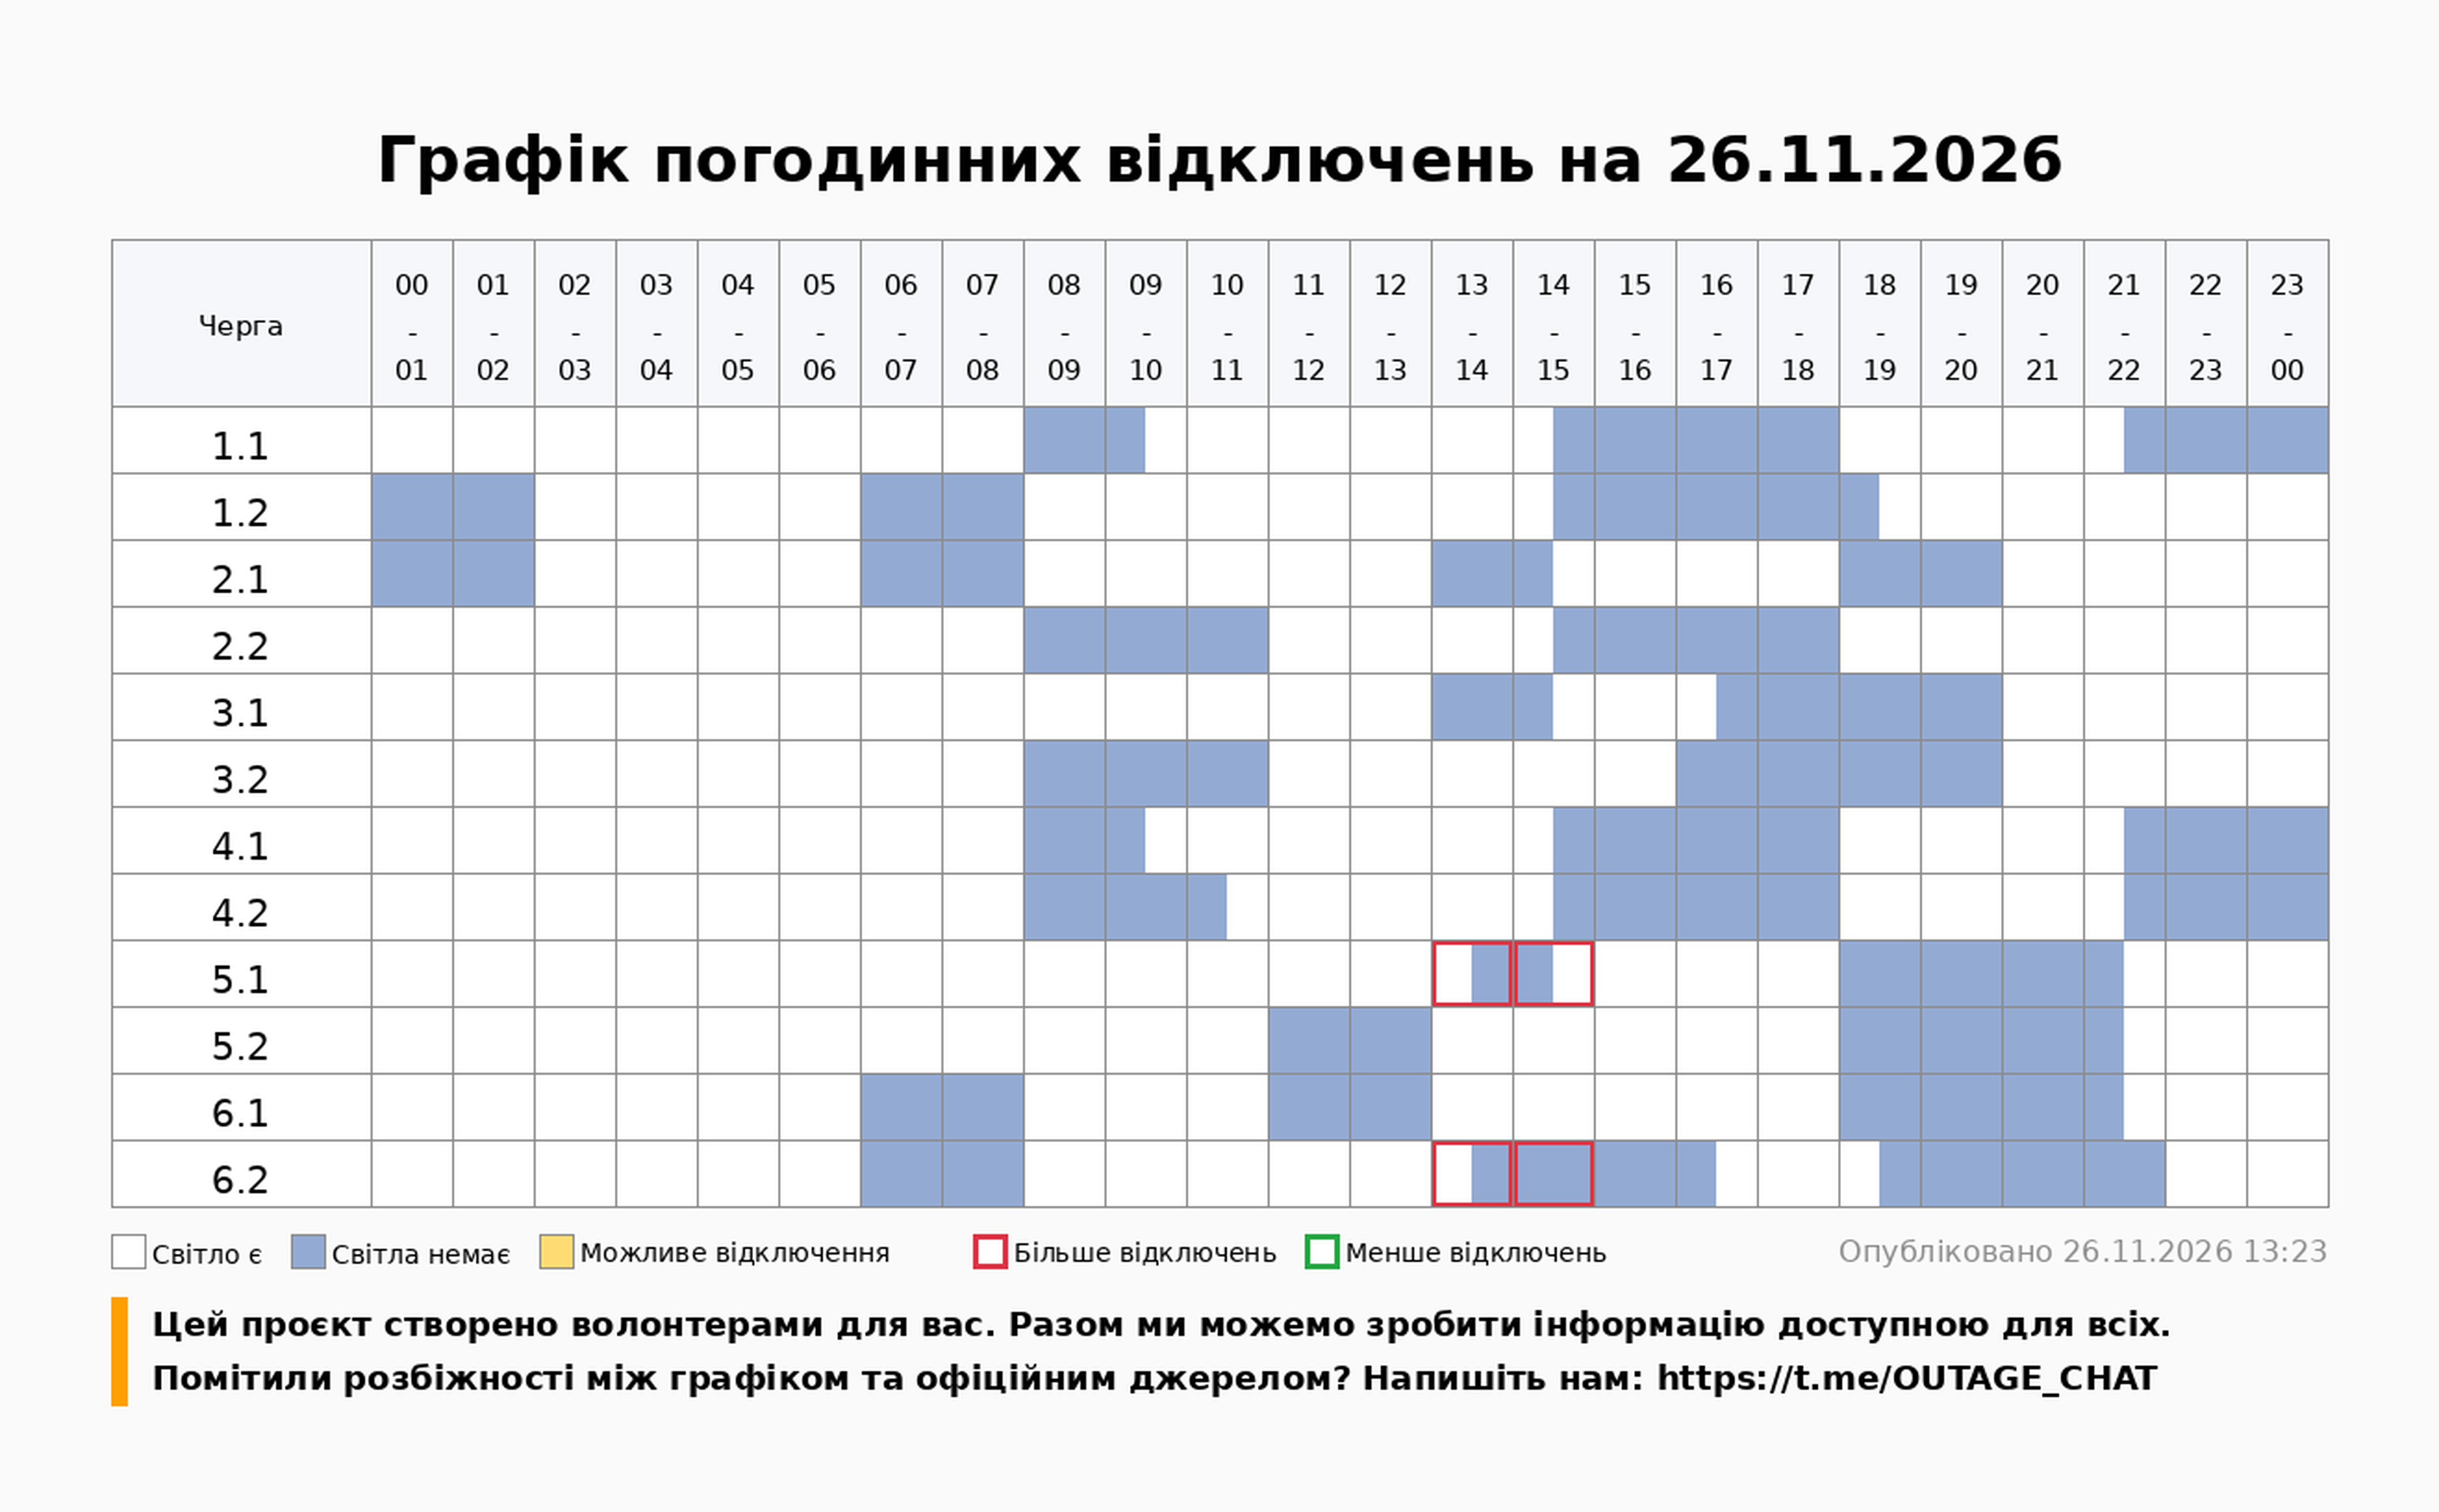 Графік погодинних відключень на 26.11.2026
Черга 00 - 01 01 - 02 02 - 03 03 - 04 04 - 05 05 - 06 06 - 07 07 - 08 08 - 09 09 - 10 10 - 11 11 - 12 12 - 13 13 - 14 14 - 15 15 - 16 16 - 17 17 - 18 18 - 19 19 - 20 20 - 21 21 - 22 22 - 23 23 - 00
1.1
1.2
2.1
2.2
3.1
3.2
4.1
4.2
5.1
5.2
6.1
6.2
Світло є Світла немає Можливе відключення Більше відключень Менше відключень Опубліковано 26.11.2026 13:23
Цей проєкт створено волонтерами для вас. Разом ми можемо зробити інформацію доступною для всіх.
Помітили розбіжності між графіком та офіційним джерелом? Напишіть нам: https://t.me/OUTAGE_CHAT